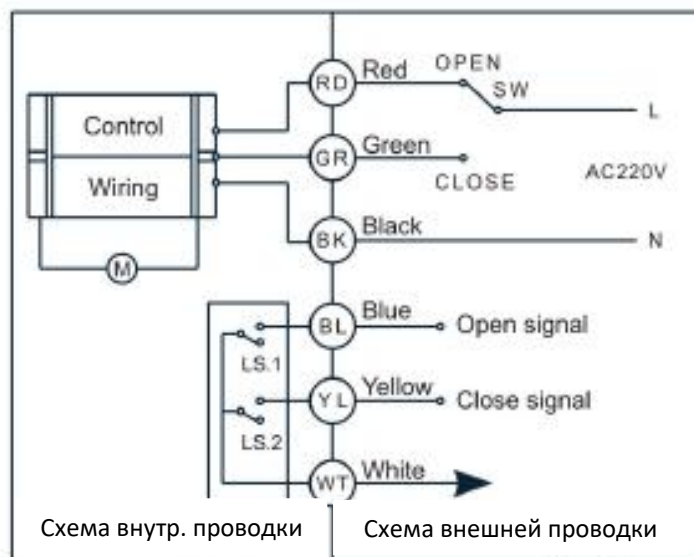 OPEN
RD Red
SW
L
Control
GR Green
CLOSE
AC220V
Wiring
BK Black
N
M
BL Blue
Open signal
LS.1
YL Yellow
Close signal
LS.2
WT White
Схема внутр. проводки
Схема внешней проводки